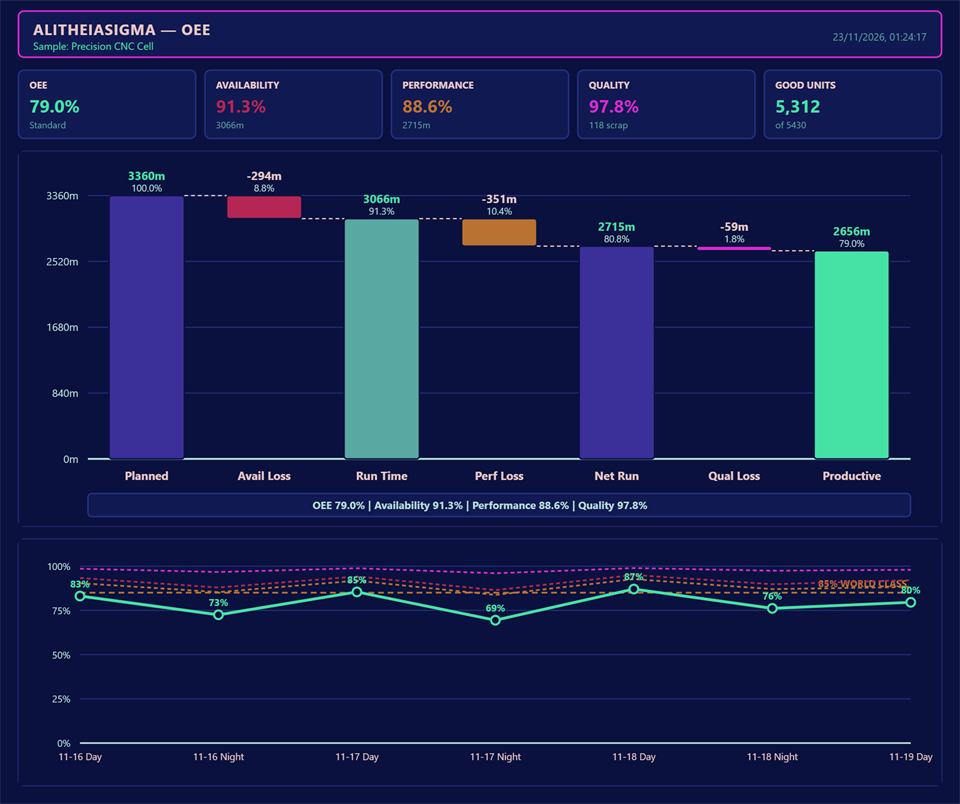 ALITHEIASIGMA — OEE
Sample: Precision CNC Cell
23/11/2026, 01:24:17
OEE
79.0%
Standard
AVAILABILITY
91.3%
3066m
PERFORMANCE
88.6%
2715m
QUALITY
97.8%
118 scrap
GOOD UNITS
5,312
of 5430
3360m
100.0%
-294m
8.8%
3066m
91.3%
-351m
10.4%
2715m
80.8%
-59m
1.8%
2656m
79.0%
3360m
2520m
1680m
840m
0m
Planned
Avail Loss
Run Time
Perf Loss
Net Run
Qual Loss
Productive
OEE 79.0% | Availability 91.3% | Performance 88.6% | Quality 97.8%
100%
75%
50%
25%
0%
83%
73%
85%
69%
87%
76%
85% WORLD CLASS
80%
11-16 Day
11-16 Night
11-17 Day
11-17 Night
11-18 Day
11-18 Night
11-19 Day